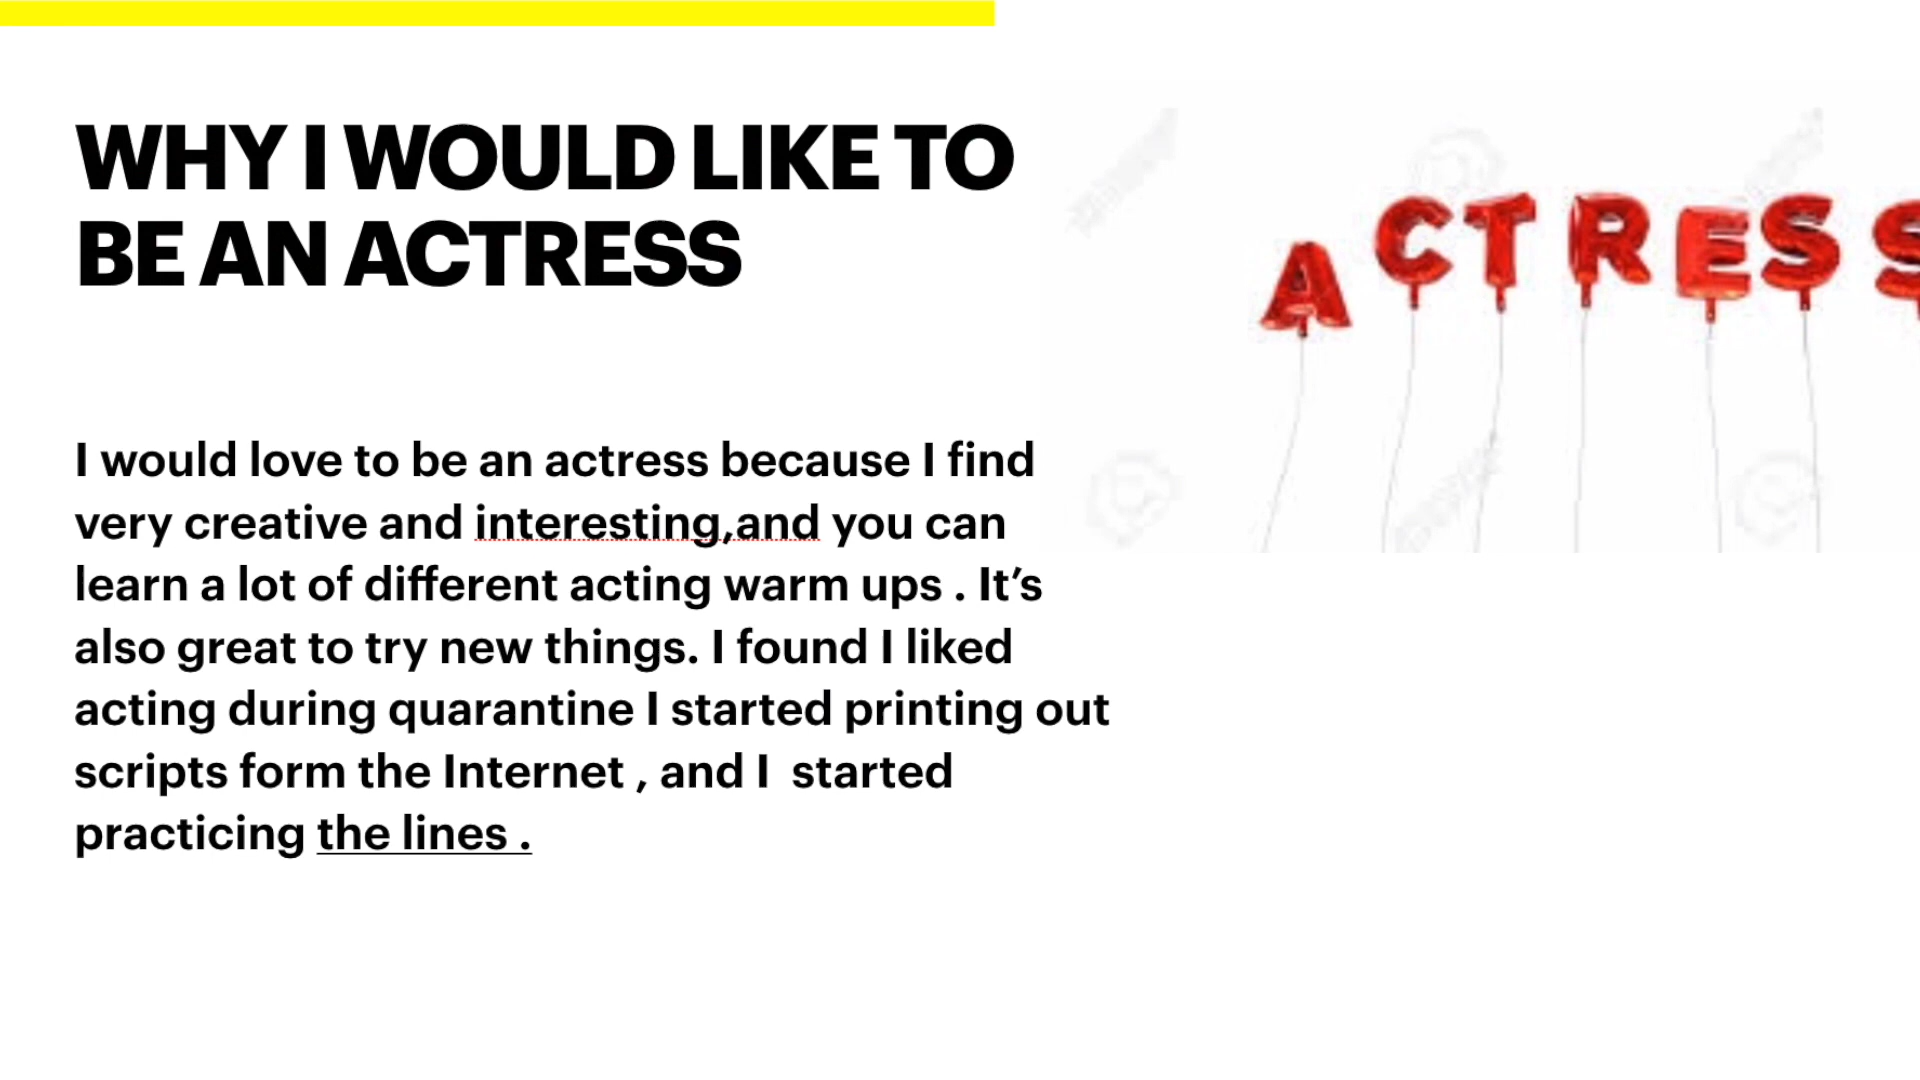 WHY I WOULD LIKE TO
BE AN ACTRESS
ACTRESS
I would love to be an actress because I find
very creative and interesting,and you can
learn a lot of different acting warm ups . It’s
also great to try new things. I found I liked
acting during quarantine I started printing out
scripts form the Internet , and I  started
practicing the lines .